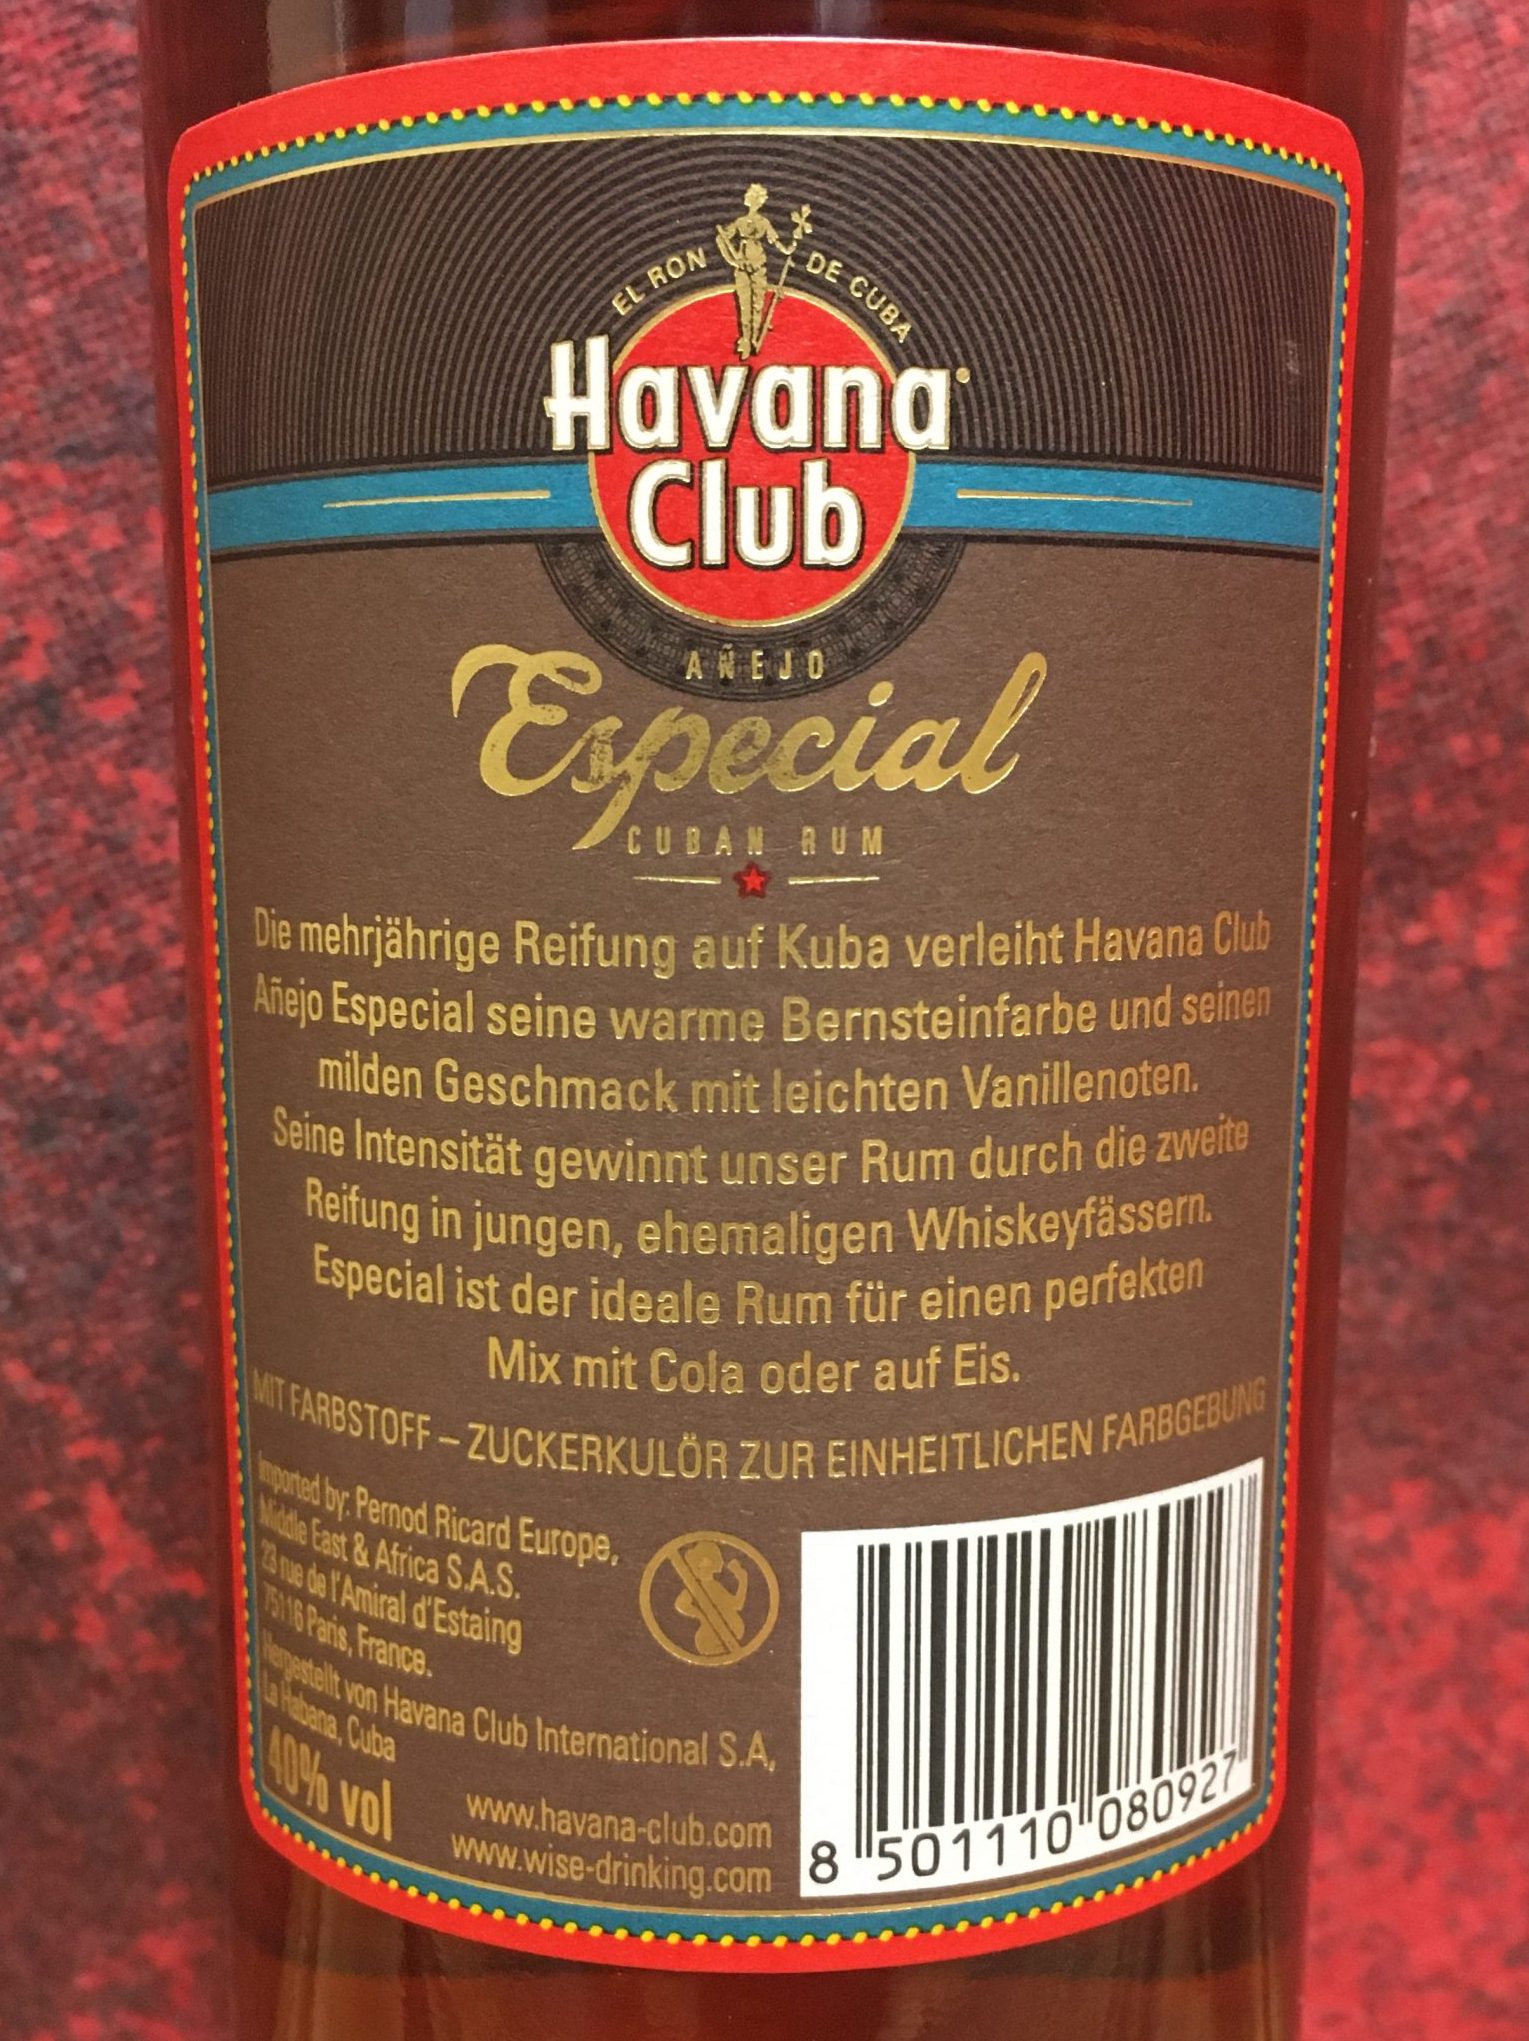 EL RON DE CUBA
Havana
Club
AÑEJO
Especial
CUBAN RUM
Die mehrjährige Reifung auf Kuba verleiht Havana Club
Añejo Especial seine warme Bernsteinfarbe und seinen
milden Geschmack mit leichten Vanillenoten.
Seine Intensität gewinnt unser Rum durch die zweite
Reifung in jungen, ehemaligen Whiskeyfässern.
Especial ist der ideale Rum für einen perfekten
Mix mit Cola oder auf Eis.
MIT FARBSTOFF – ZUCKERKULÖR ZUR EINHEITLICHEN FARBGEBUNG
Imported by: Pernod Ricard Europe,
Middle East & Africa S.A.S.
23 rue de l'Amiral d'Estaing
75116 Paris, France.
Hergestellt von Havana Club International S.A,
La Habana, Cuba
40% vol
www.havana-club.com
www.wise-drinking.com
8 501110 080927